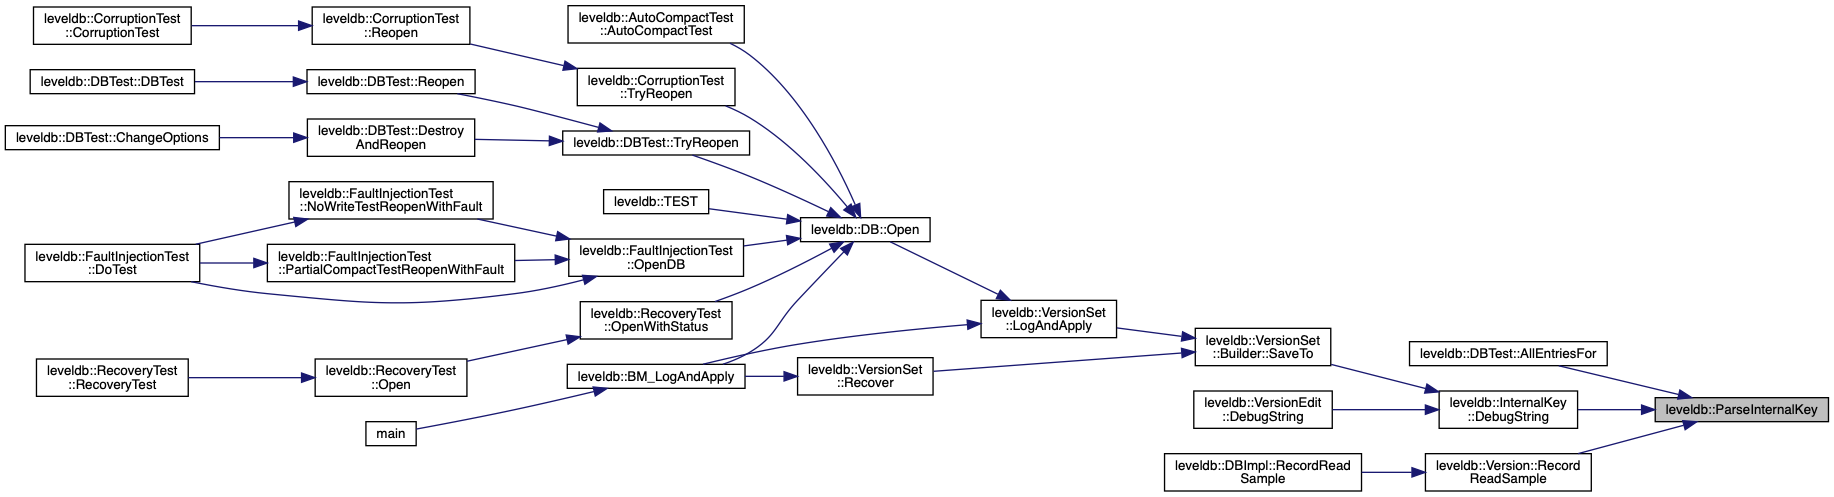 leveldb::CorruptionTest
::CorruptionTest
leveldb::CorruptionTest
::Reopen
leveldb::AutoCompactTest
::AutoCompactTest
leveldb::DBTest::DBTest
leveldb::DBTest::Reopen
leveldb::CorruptionTest
::TryReopen
leveldb::DBTest::ChangeOptions
leveldb::DBTest::Destroy
AndReopen
leveldb::DBTest::TryReopen
leveldb::FaultInjectionTest
::NoWriteTestReopenWithFault
leveldb::TEST
leveldb::DB::Open
leveldb::FaultInjectionTest
::DoTest
leveldb::FaultInjectionTest
::PartialCompactTestReopenWithFault
leveldb::FaultInjectionTest
::OpenDB
leveldb::RecoveryTest
::OpenWithStatus
leveldb::VersionSet
::LogAndApply
leveldb::VersionSet
::Builder::SaveTo
leveldb::DBTest::AllEntriesFor
leveldb::RecoveryTest
::RecoveryTest
leveldb::RecoveryTest
::Open
leveldb::BM_LogAndApply
leveldb::VersionSet
::Recover
leveldb::VersionEdit
::DebugString
leveldb::InternalKey
::DebugString
leveldb::ParseInternalKey
main
leveldb::DBImpl::RecordRead
Sample
leveldb::Version::Record
ReadSample